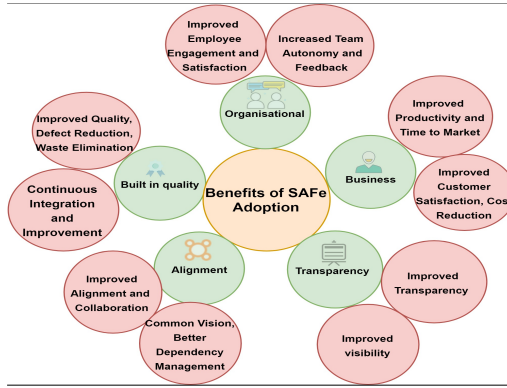 Improved
Employee
Engagement and
Satisfaction
Increased Team
Autonomy and
Feedback
Organisational
Improved
Productivity and
Time to Market
Improved
Customer
Satisfaction, Cos
Reduction
Business
Improved Quality,
Defect Reduction,
Waste Elimination
Continuous
Integration
and
Improvement
Built in quality
Benefits of SAFe
Adoption
Alignment
Improved
Alignment and
Collaboration
Common Vision,
Better
Dependency
Management
Transparency
Improved
Transparency
Improved
visibility